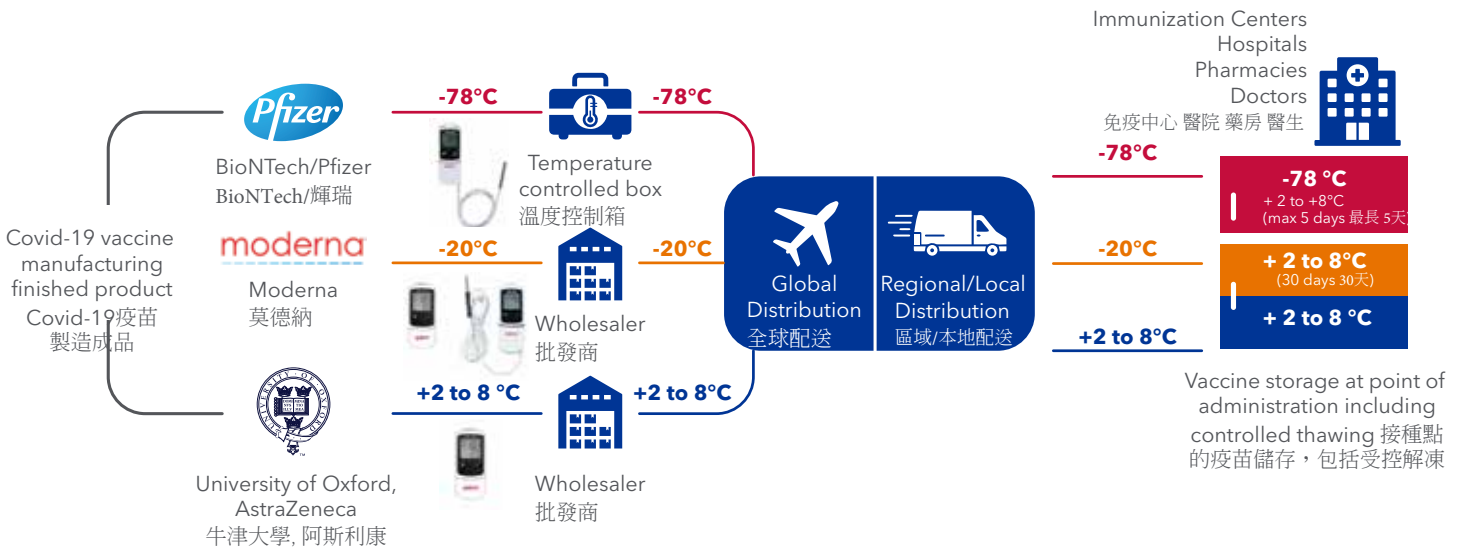 Covid-19 vaccine
manufacturing
finished product
Covid-19疫苗
製造成品
Pfizer
BioNTech/Pfizer
BioNTech/輝瑞
-78°C
Temperature
controlled box
溫度控制箱
-78°C
moderna
Moderna
莫德納
-20°C
Wholesaler
批發商
-20°C
UNIVERSITY OF OXFORD
University of Oxford,
AstraZeneca
牛津大學, 阿斯利康
+2 to 8 °C
Wholesaler
批發商
+2 to 8°C
Global
Distribution
全球配送
Regional/Local
Distribution
區域/本地配送
Immunization Centers
Hospitals
Pharmacies
Doctors
免疫中心 醫院 藥房 醫生
-78°C
-78 °C
+ 2 to +8°C
(max 5 days 最長 5天)
-20°C
+ 2 to 8°C
(30 days 30天)
+2 to 8°C
+ 2 to 8 °C
Vaccine storage at point of
administration including
controlled thawing 接種點
的疫苗儲存，包括受控解凍